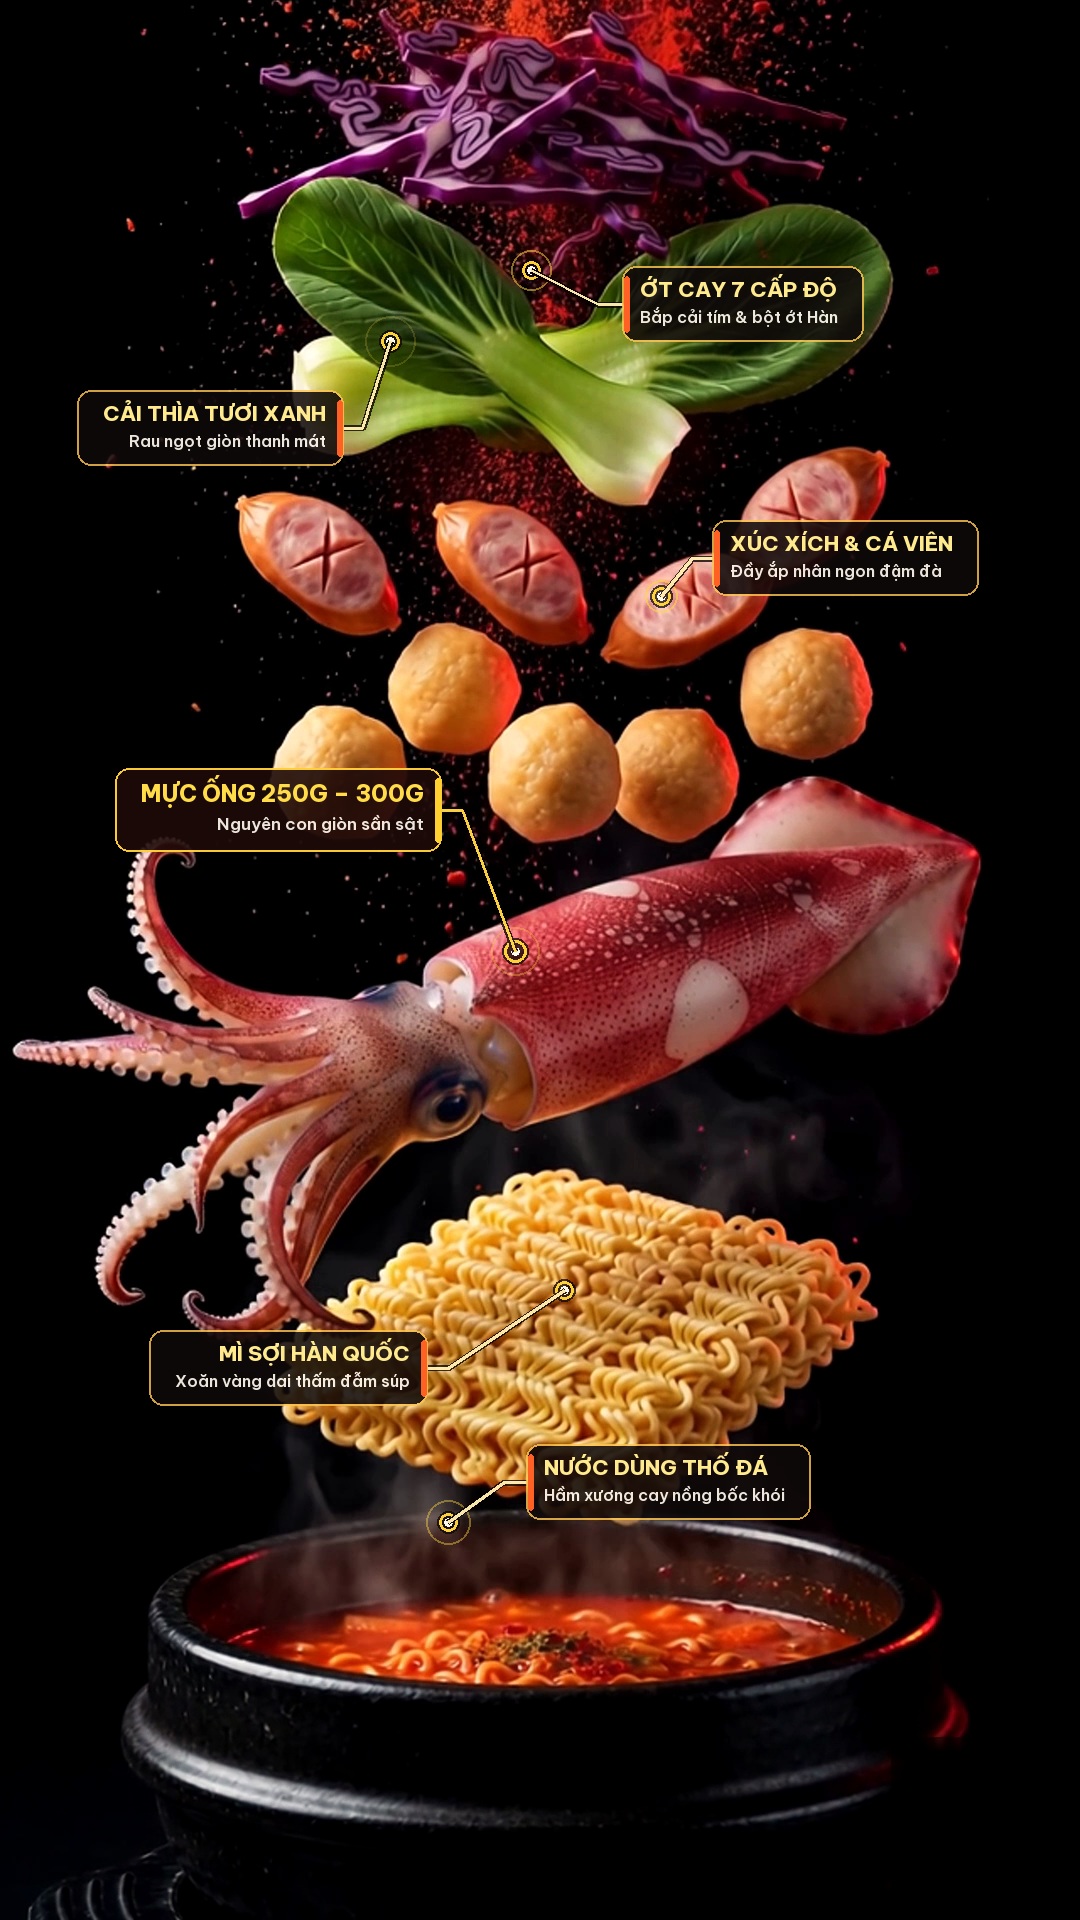 ỚT CAY 7 CẤP ĐỘ
Bắp cải tím & bột ớt Hàn
CẢI THÌA TƯƠI XANH
Rau ngọt giòn thanh mát
XÚC XÍCH & CÁ VIÊN
Đầy ắp nhân ngon đậm đà
MỰC ỐNG 250G – 300G
Nguyên con giòn sần sật
MÌ SỢI HÀN QUỐC
Xoăn vàng dai thấm đẫm súp
NƯỚC DÙNG THỐ ĐÁ
Hầm xương cay nồng bốc khói